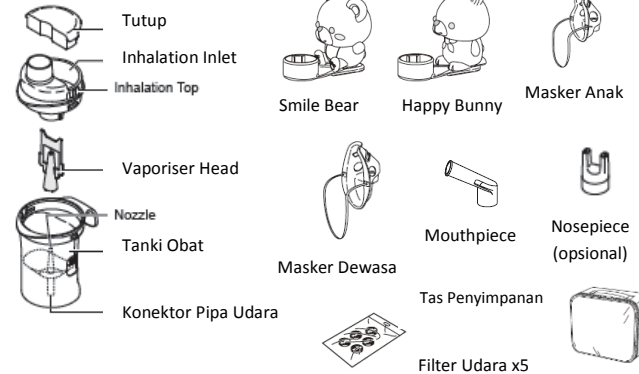 Tutup
Inhalation Inlet
Inhalation Top
Vaporiser Head
Nozzle
Tanki Obat
Konektor Pipa Udara
Smile Bear
Happy Bunny
Masker Anak
Masker Dewasa
Mouthpiece
Nosepiece
(opsional)
Tas Penyimpanan
Filter Udara x5